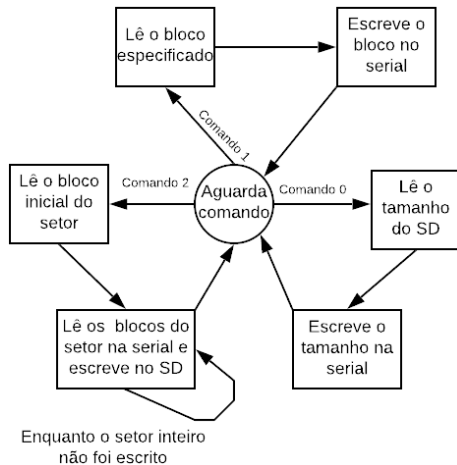 Lê o bloco
especificado
Escreve o
bloco no
serial
Comando 1
Aguarda
comando
Comando 2
Comando 0
Lê o bloco
inicial do
setor
Lê o
tamanho
do SD
Lê os blocos do
setor na serial e
escreve no SD
Escreve o
tamanho na
serial
Enquanto o setor inteiro
não foi escrito